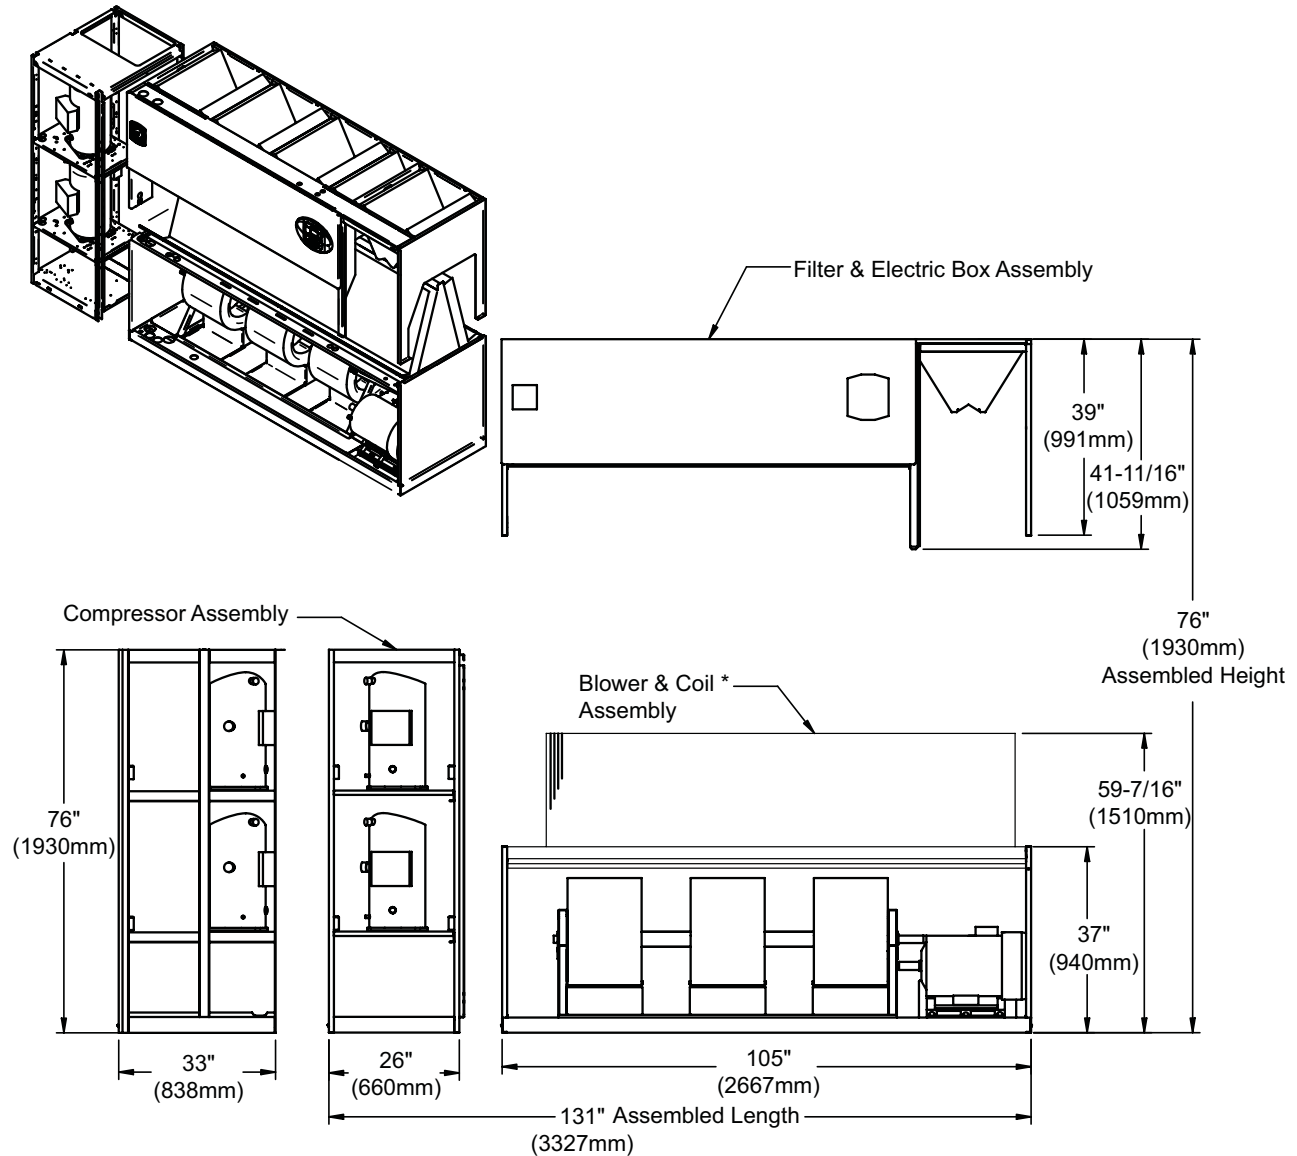 Filter & Electric Box Assembly
39"
(991mm)
41-11/16"
(1059mm)
76"
(1930mm)
Assembled Height
Compressor Assembly
Blower & Coil *
Assembly
59-7/16"
(1510mm)
76"
(1930mm)
37"
(940mm)
33"
(838mm)
26"
(660mm)
105"
(2667mm)
131" Assembled Length
(3327mm)